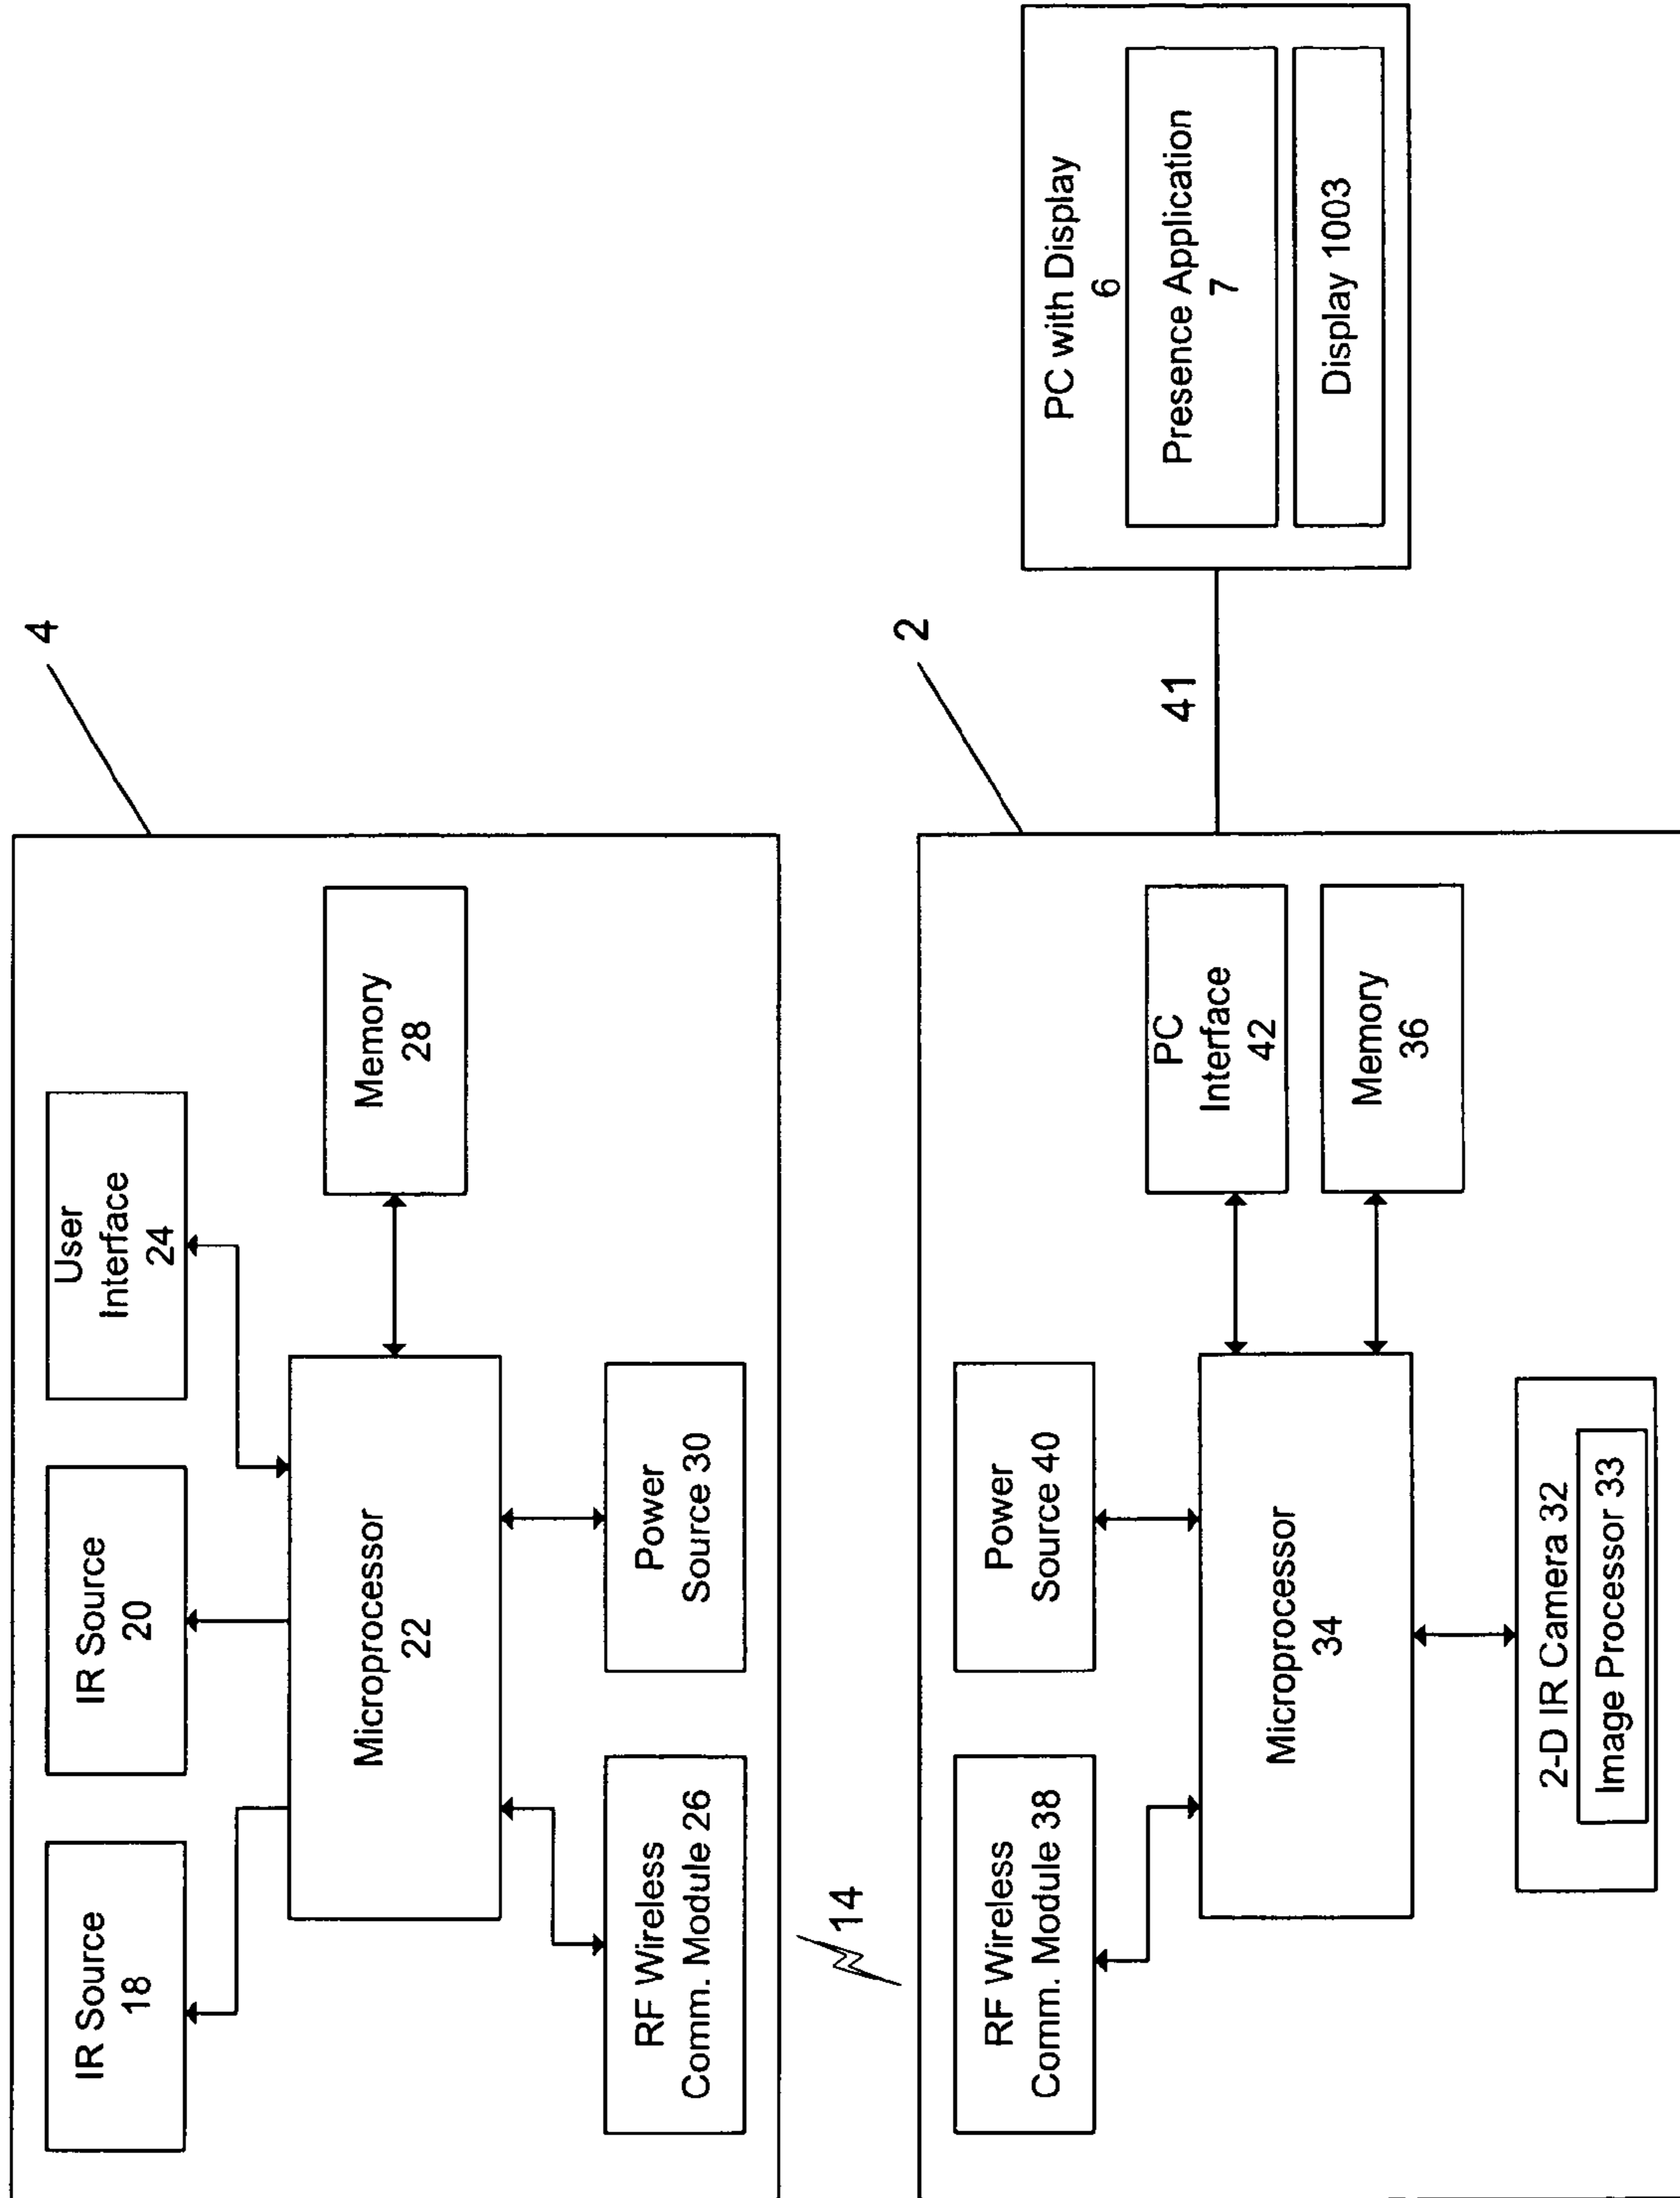 4
IR Source
18
IR Source
20
User
Interface
24
Microprocessor
22
Memory
28
RF Wireless
Comm. Module 26
Power
Source 30
14
2
RF Wireless
Comm. Module 38
Power
Source 40
Microprocessor
34
PC
Interface
42
Memory
36
2-D IR Camera 32
Image Processor 33
41
PC with Display
6
Presence Application
7
Display 1003